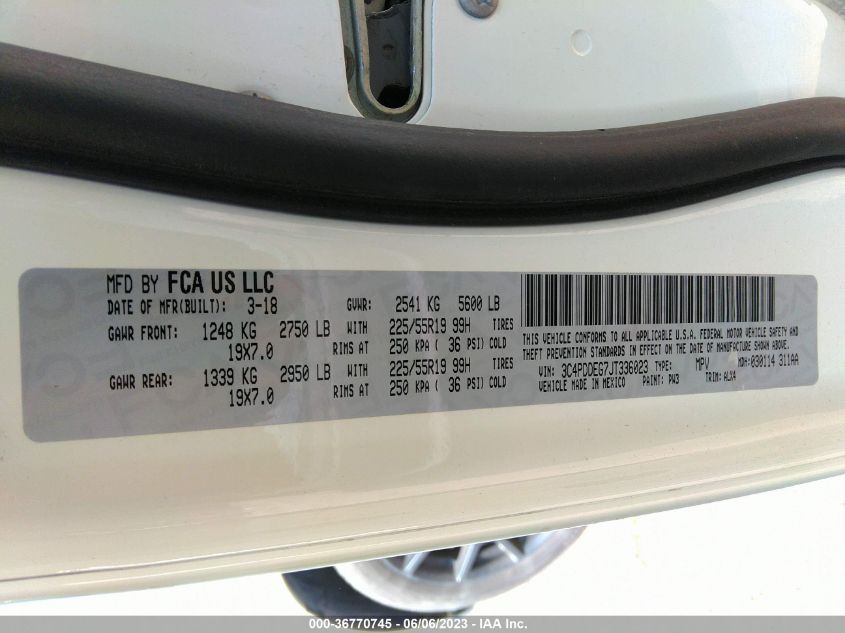 MFD BY FCA US LLC
DATE OF MFR(BUILT): 3-18 GVWR: 2541 KG 5600 LB
GAWR FRONT: 1248 KG 2750 LB WITH 225/55R19 99H TIRES
19X7.0 RIMS AT 250 KPA ( 36 PSI) COLD
GAWR REAR: 1339 KG 2950 LB WITH 225/55R19 99H TIRES
19X7.0 RIMS AT 250 KPA ( 36 PSI) COLD
THIS VEHICLE CONFORMS TO ALL APPLICABLE U.S.A. FEDERAL MOTOR VEHICLE SAFETY AND
THEFT PREVENTION STANDARDS IN EFFECT ON THE DATE OF MANUFACTURE SHOWN ABOVE.
VIN: 3C4PDDEG7JT336023 TYPE: MPV MDH: 030114 311AA
VEHICLE MADE IN MEXICO PAINT: PW3 TRIM: ALX4
000-36770745 - 06/06/2023 - IAA Inc.